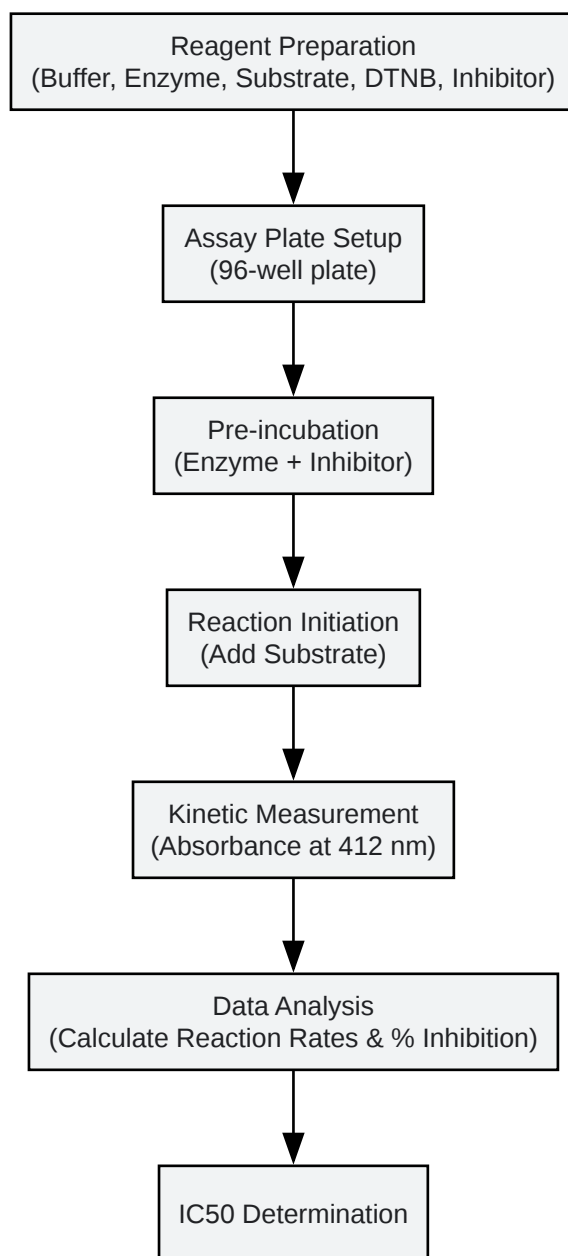 Reagent Preparation
(Buffer, Enzyme, Substrate, DTNB, Inhibitor)
Assay Plate Setup
(96-well plate)
Pre-incubation
(Enzyme + Inhibitor)
Reaction Initiation
(Add Substrate)
Kinetic Measurement
(Absorbance at 412 nm)
Data Analysis
(Calculate Reaction Rates & % Inhibition)
IC50 Determination